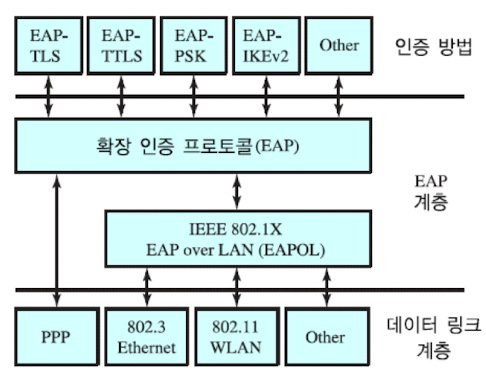 EAP-
TLS
EAP-
TTLS
EAP-
PSK
EAP-
IKEv2
Other
인증 방법
확장 인증 프로토콜(EAP)
EAP
계층
IEEE 802.1X
EAP over LAN (EAPOL)
PPP
802.3
Ethernet
802.11
WLAN
Other
데이터 링크
계층